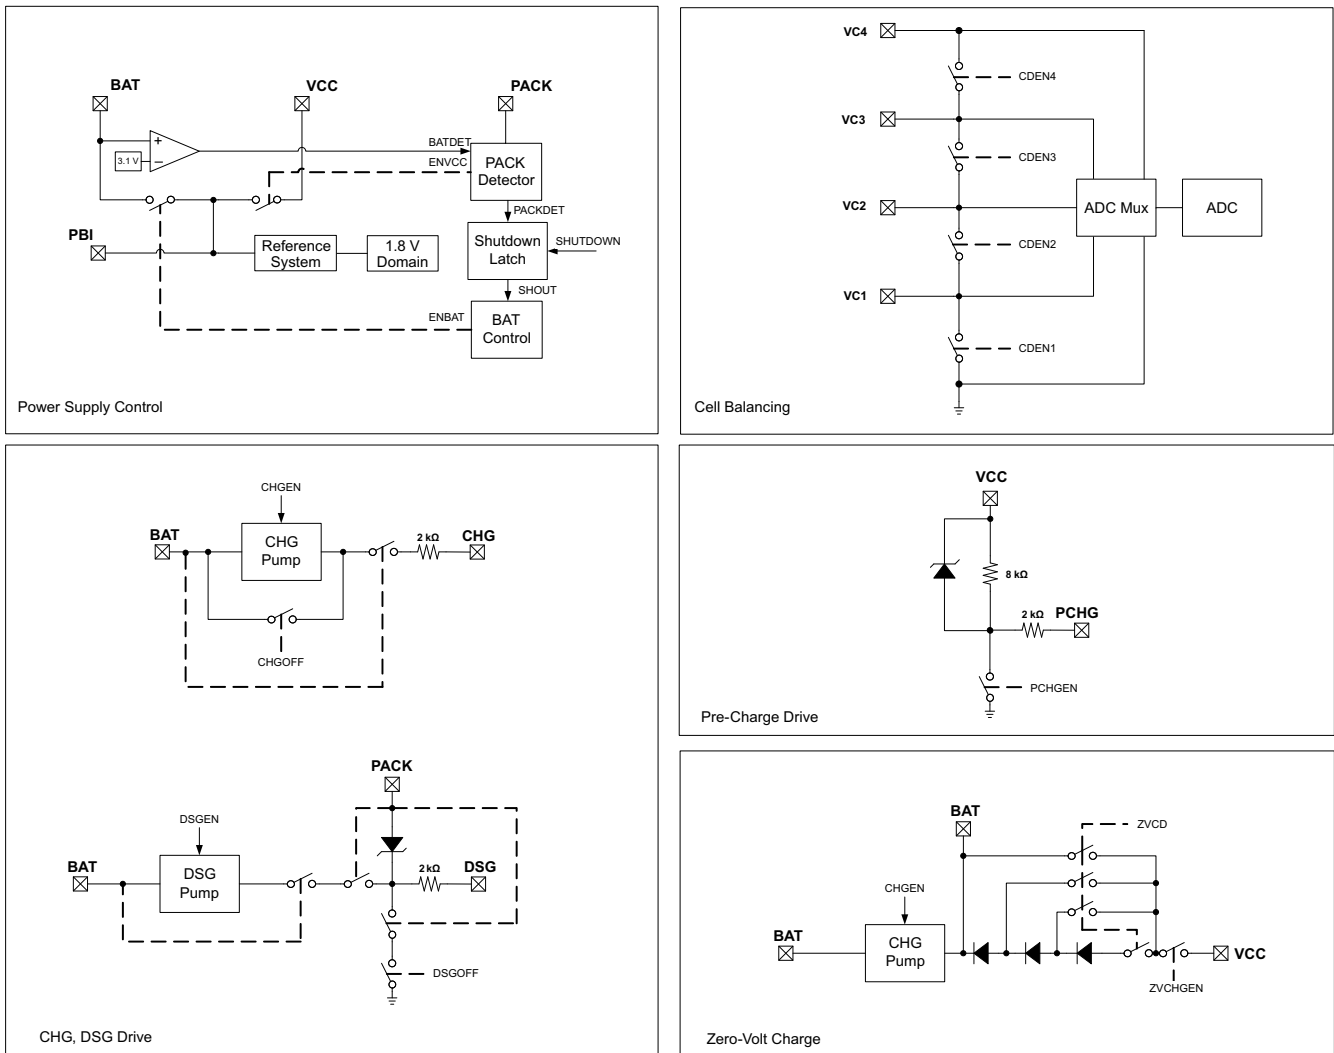 BAT
VCC
PACK
3.1 V
+
−
BATDET
ENVCC
PACK
Detector
PACKDET
PBI
Reference
System
1.8 V
Domain
Shutdown
Latch
SHUTDOWN
SHOUT
ENBAT
BAT
Control
Power Supply Control
VC4
CDEN4
VC3
CDEN3
VC2
ADC Mux
ADC
CDEN2
VC1
CDEN1
Cell Balancing
CHGEN
BAT
CHG
Pump
2 kΩ
CHG
CHGOFF
PACK
DSGEN
BAT
DSG
Pump
2 kΩ
DSG
DSGOFF
CHG, DSG Drive
VCC
8 kΩ
2 kΩ
PCHG
PCHGEN
Pre-Charge Drive
BAT
ZVCD
CHGEN
BAT
CHG
Pump
VCC
ZVCHGEN
Zero-Volt Charge